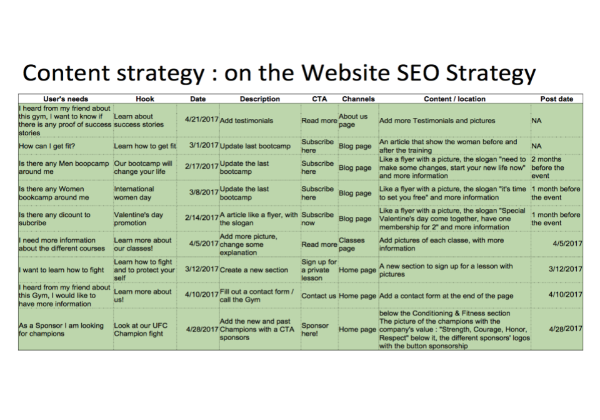 Content strategy : on the Website SEO Strategy
User's needs Hook Date Description CTA Channels Content / location Post date
I heard from my friend about
this gym, I want to know if
there is any proof of success
stories
Learn about
success stories
4/21/2017
Add testimonials
Read more
About us
page
Add more Testimonials and pictures
NA
How can I get fit?
Learn how to get fit
3/1/2017
Update last bootcamp
Subscribe
here
Blog page
An article that show the woman before and
after the training
NA
Is there any Men boopcamp
around me
Our bootcamp will
change your life
2/17/2017
Update the last
bootcamp
Subscribe
here
Blog page
Like a flyer with a picture, the slogan "need to
make some changes, start your new life now"
and more information
2 months
before the
event
Is there any Women
bookcamp around me
International
women day
3/8/2017
Update the last
bootcamp
Subscribe
here
Blog page
Like a flyer with a picture, the slogan "it's time
to set you free" and more information
1 month before
the event
Is there any dicount to
subcribe
Valentine's day
promotion
2/14/2017
A article like a flyer, with
the slogan
Subscribe
now
Blog page
Like a flyer with a picture, the slogan "Special
Valentine's day come together, have one
membership for 2" and more information
1 month before
the event
I need more information
about the different courses
Learn more about
our classes!
4/5/2017
Add more picture,
change some
explanation
Read more
Classes
page
Add pictures of each classe, with more
information
4/5/2017
I want to learn how to fight
Learn how to fight
and to protect your
self
3/12/2017
Create a new section
Sign up for
a private
lesson
Home page
A new section to sign up for a lesson with
pictures
3/12/2017
I heard from my friend about
this Gym, I would like to
have more information
Learn more about
us!
4/10/2017
Fill out a contact form /
call the Gym
Contact us
Home page
Add a contact form at the end of the page
4/10/2017
As a Sponsor I am looking
for champions
Look at our UFC
Champion fight
4/28/2017
Add the new and past
Champions with a CTA
sponsors
Sponsor
here!
Home page
below the Conditioning & Fitness section
The picture of the champions with the
company's value : "Strength, Courage, Honor,
Respect" below it, the different sponsors' logos
with the button sponsorship
4/28/2017